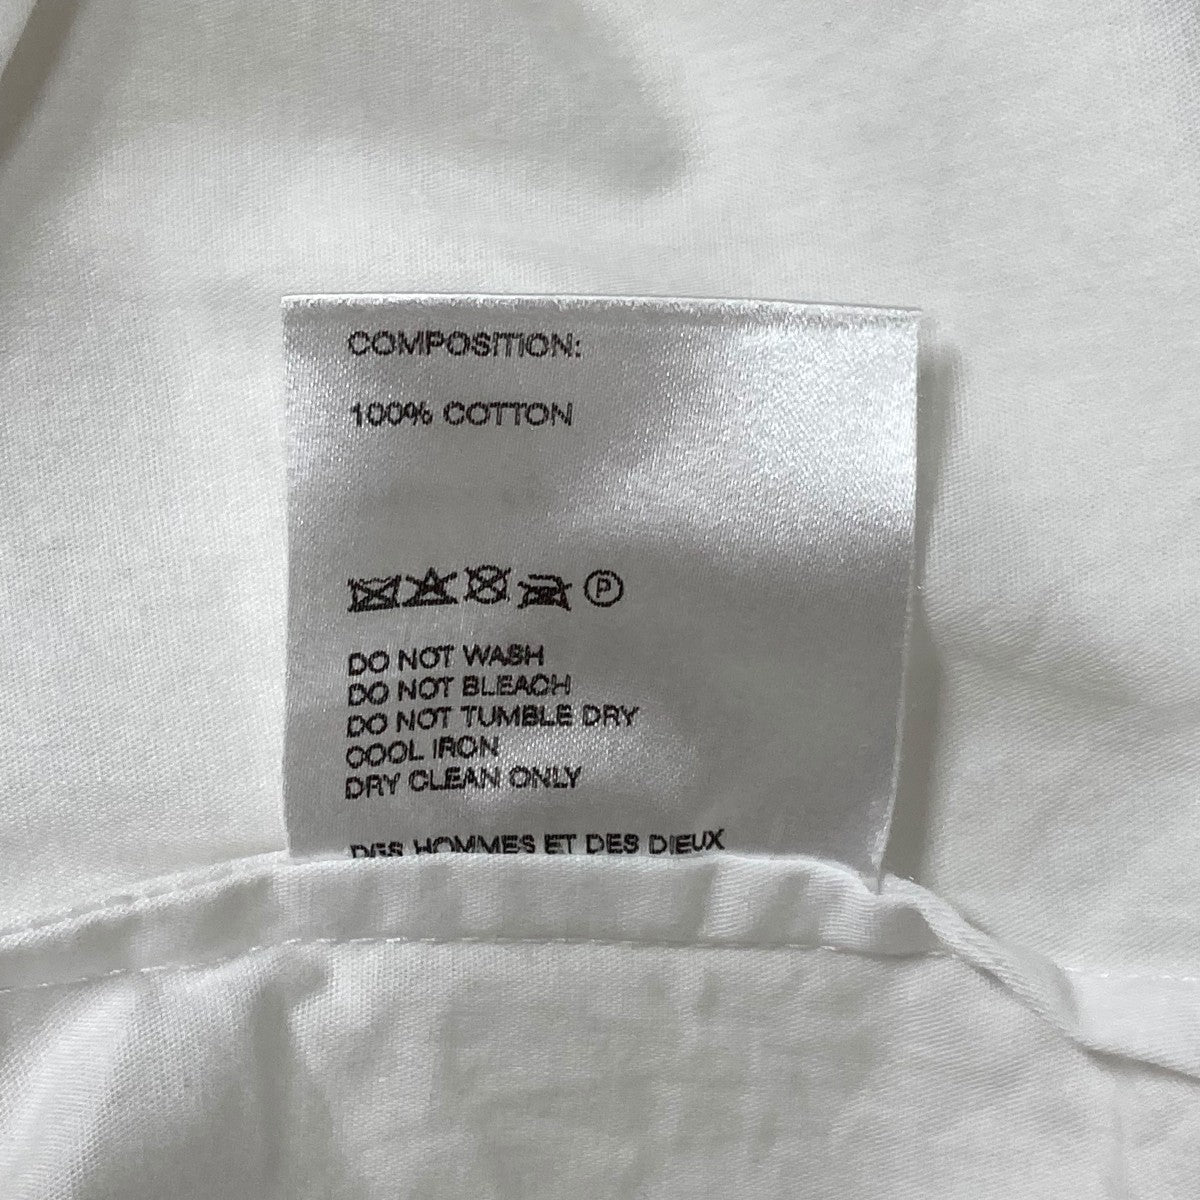 COMPOSITION:
100% COTTON
P
DO NOT WASH
DO NOT BLEACH
DO NOT TUMBLE DRY
COOL IRON
DRY CLEAN ONLY
DES HOMMES ET DES DIEUX